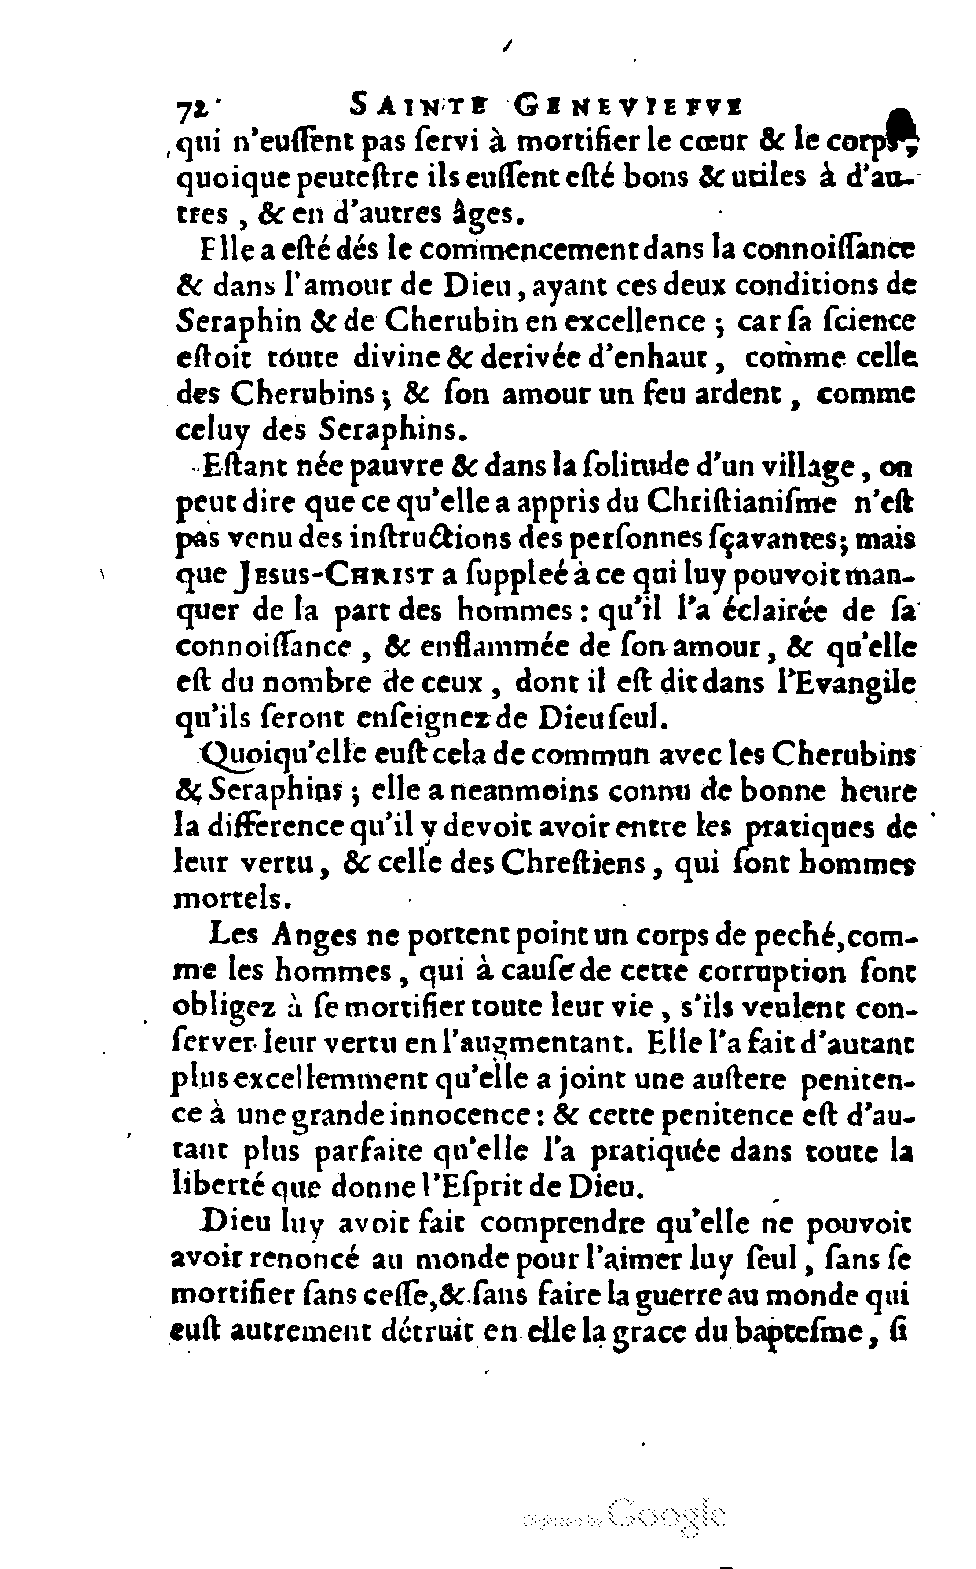 72 SAINTE GENEVIEFVE
qui n'euſſent pas ſervi à mortifier le cœur & le corps,
quoique peuteſtre ils euſſent eſté bons & utiles à d'au-
tres, & en d'autres âges.
Elle a eſté dés le commencement dans la connoiſſance
& dans l'amour de Dieu, ayant ces deux conditions de
Seraphin & de Cherubin en excellence ; car ſa ſcience
eſtoit toute divine & derivée d'enhaut, comme celle
des Cherubins ; & ſon amour un feu ardent, comme
celuy des Seraphins.
Eſtant née pauvre & dans la ſolitude d'un village, on
peut dire que ce qu'elle a appris du Chriſtianiſme n'eſt
pas venu des inſtructions des perſonnes ſçavantes; mais
que JESUS-CHRIST a ſuppleé à ce qui luy pouvoit man-
quer de la part des hommes : qu'il l'a éclairée de ſa
connoiſſance, & enflammée de ſon amour, & qu'elle
eſt du nombre de ceux, dont il eſt dit dans l'Evangile
qu'ils ſeront enſeignez de Dieu ſeul.
Quoiqu'elle euſt cela de commun avec les Cherubins
& Seraphins ; elle a neanmoins connu de bonne heure
la difference qu'il y devoit avoir entre les pratiques de
leur vertu, & celle des Chreſtiens, qui ſont hommes
mortels.
Les Anges ne portent point un corps de peché, com-
me les hommes, qui à cauſe de cette corruption ſont
obligez à ſe mortifier toute leur vie, s'ils veulent con-
ſerver leur vertu en l'augmentant. Elle l'a fait d'autant
plus excellemment qu'elle a joint une auſtere peniten-
ce à une grande innocence : & cette penitence eſt d'au-
tant plus parfaite qu'elle l'a pratiquée dans toute la
liberté que donne l'Eſprit de Dieu.
Dieu luy avoit fait comprendre qu'elle ne pouvoit
avoir renoncé au monde pour l'aimer luy ſeul, ſans ſe
mortifier ſans ceſſe, & ſans faire la guerre au monde qui
euſt autrement détruit en elle la grace du bapteſme, ſi
Digitized by Google